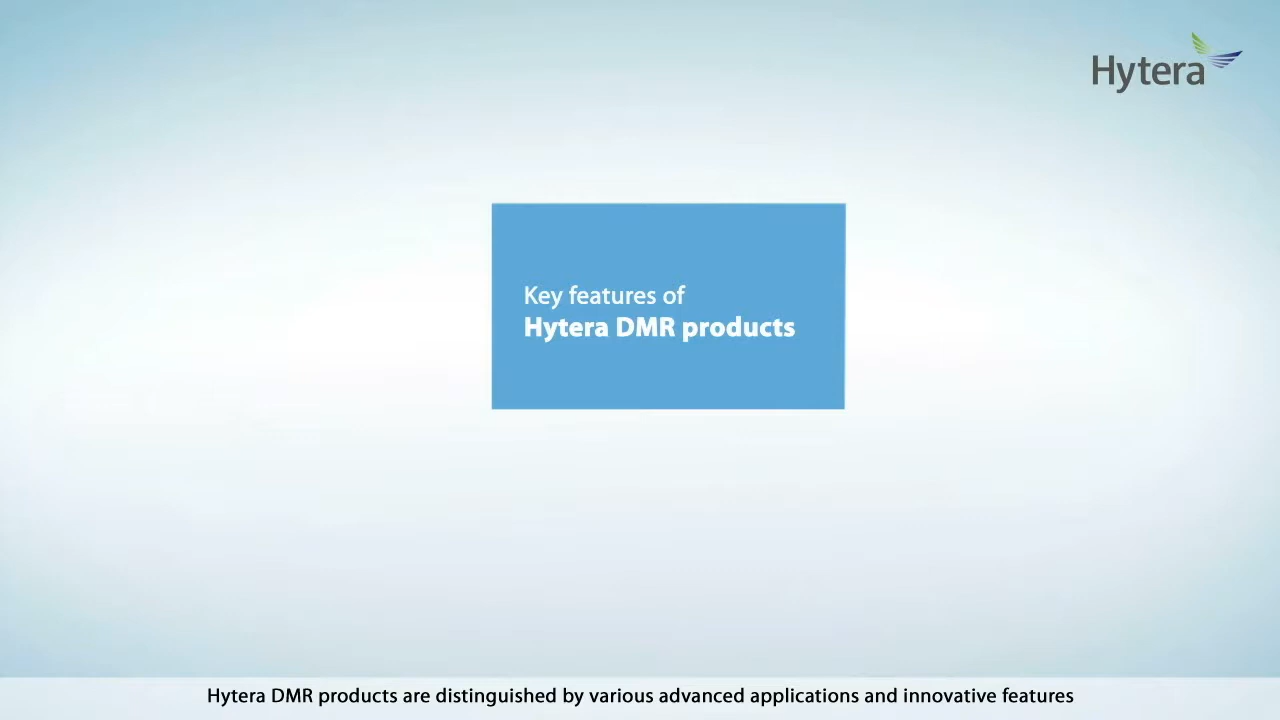 Hytera
Key features of
Hytera DMR products
Hytera DMR products are distinguished by various advanced applications and innovative features